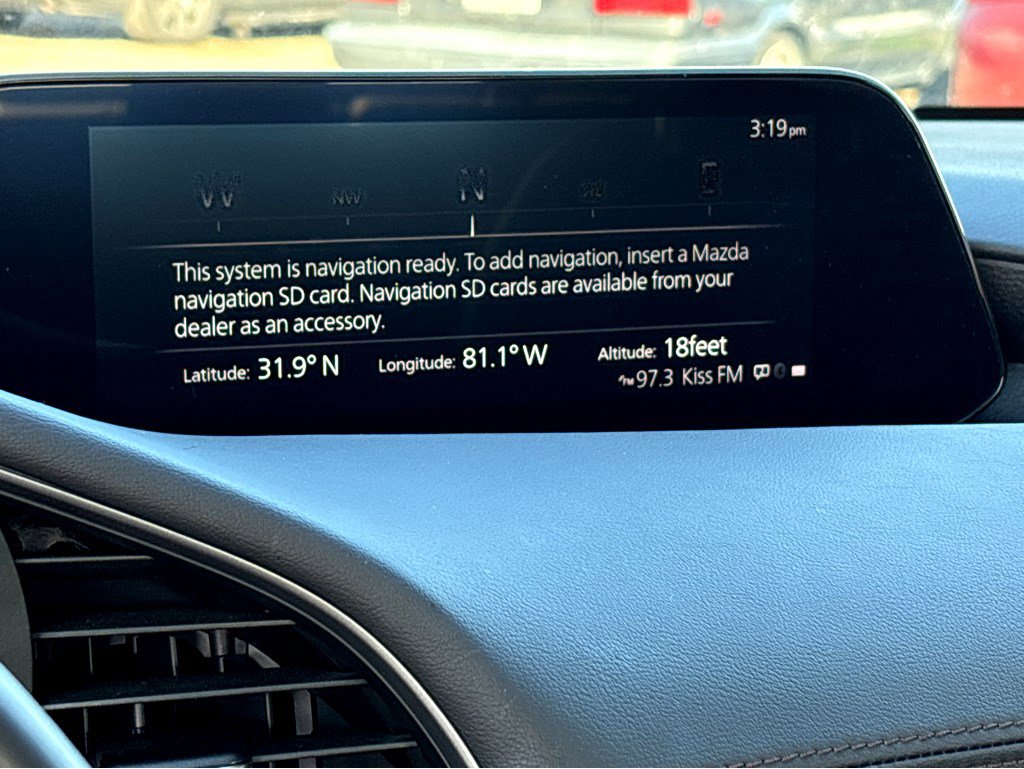 3:19pm
W NW N NE E
This system is navigation ready. To add navigation, insert a Mazda
navigation SD card. Navigation SD cards are available from your
dealer as an accessory.
Latitude: 31.9° N Longitude: 81.1° W Altitude: 18feet
FM 97.3 Kiss FM